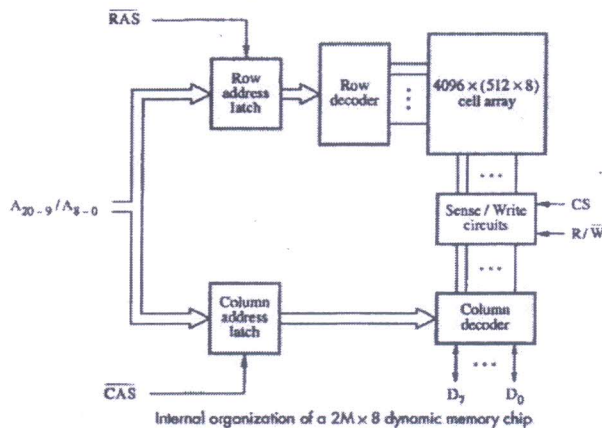 RAS
Row
address
latch
Row
decoder
4096 × (512 × 8)
cell array
A20-9 / A8-0
Sense / Write
circuits
CS
R/W
Column
address
latch
Column
decoder
CAS
D7
D0
Internal organization of a 2M × 8 dynamic memory chip